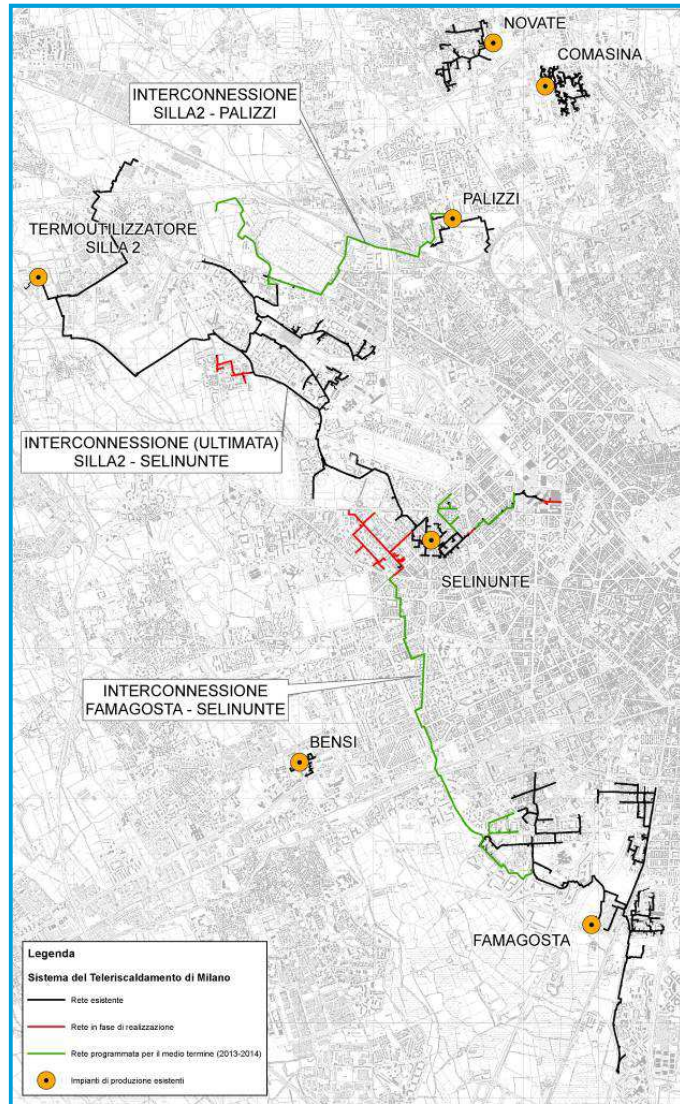 NOVATE
COMASINA
INTERCONNESSIONE
SILLA2 - PALIZZI
PALIZZI
TERMOUTILIZZATORE
SILLA 2
INTERCONNESSIONE (ULTIMATA)
SILLA2 - SELINUNTE
SELINUNTE
INTERCONNESSIONE
FAMAGOSTA - SELINUNTE
BENSI
FAMAGOSTA
Legenda
Sistema del Teleriscaldamento di Milano
Rete esistente
Rete in fase di realizzazione
Rete programmata per il medio termine (2013-2014)
Impianti di produzione esistenti